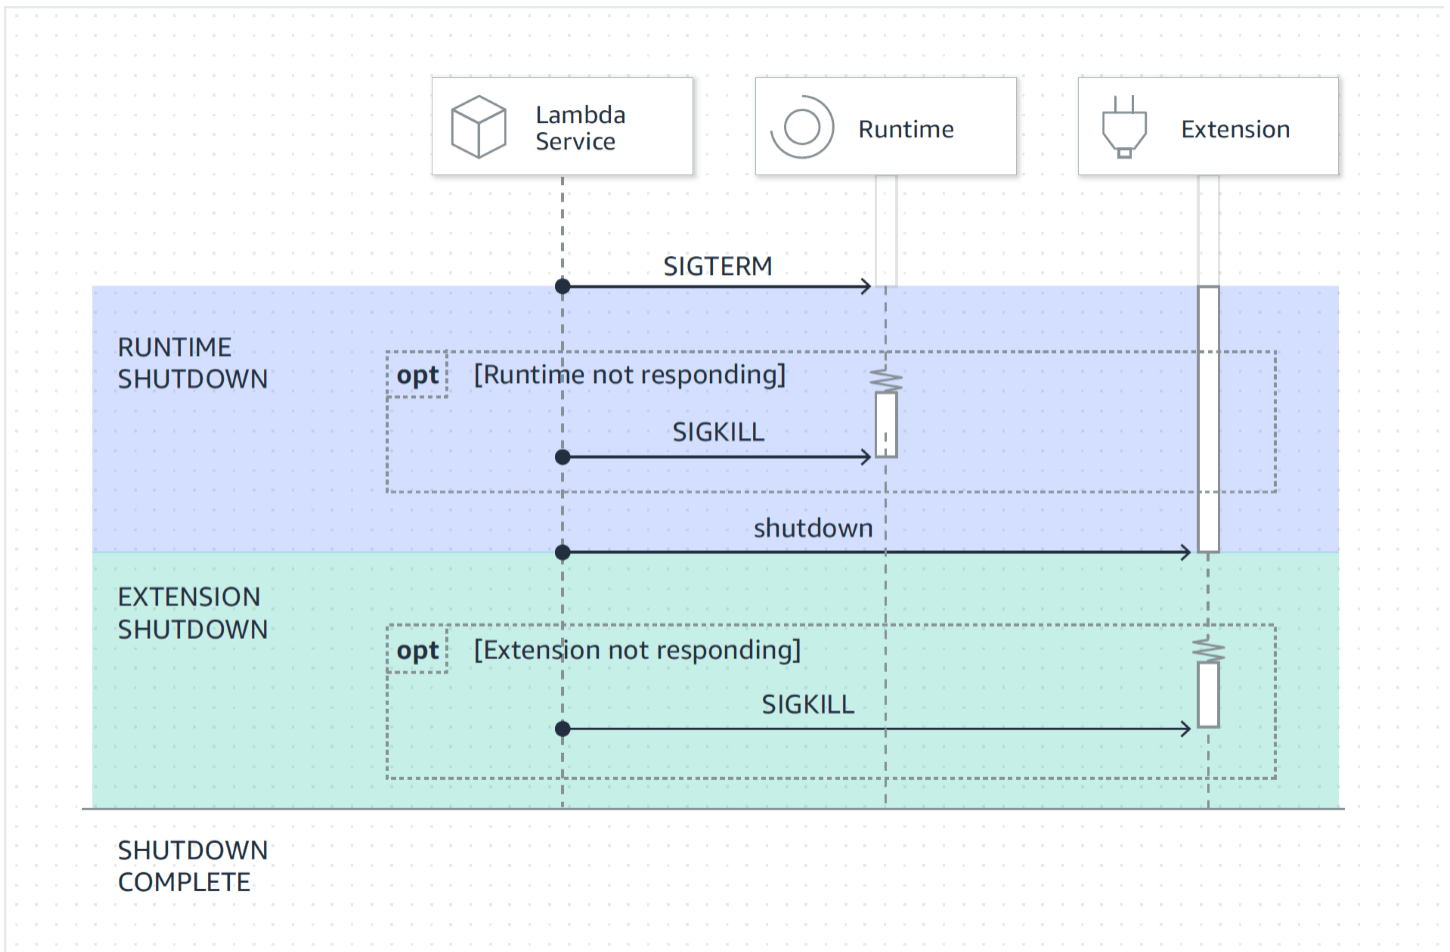 Lambda
Service
Runtime
Extension
SIGTERM
RUNTIME
SHUTDOWN
opt
[Runtime not responding]
SIGKILL
shutdown
EXTENSION
SHUTDOWN
opt
[Extension not responding]
SIGKILL
SHUTDOWN
COMPLETE